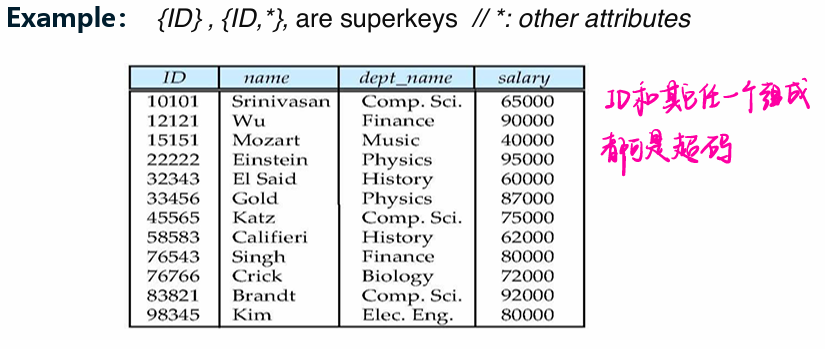 Example: {ID} , {ID,*}, are superkeys // *: other attributes
ID name dept_name salary
10101 Srinivasan Comp. Sci. 65000
12121 Wu Finance 90000
15151 Mozart Music 40000
22222 Einstein Physics 95000
32343 El Said History 60000
33456 Gold Physics 87000
45565 Katz Comp. Sci. 75000
58583 Califieri History 62000
76543 Singh Finance 80000
76766 Crick Biology 72000
83821 Brandt Comp. Sci. 92000
98345 Kim Elec. Eng. 80000
ID和其它任一个组成
都可是超码